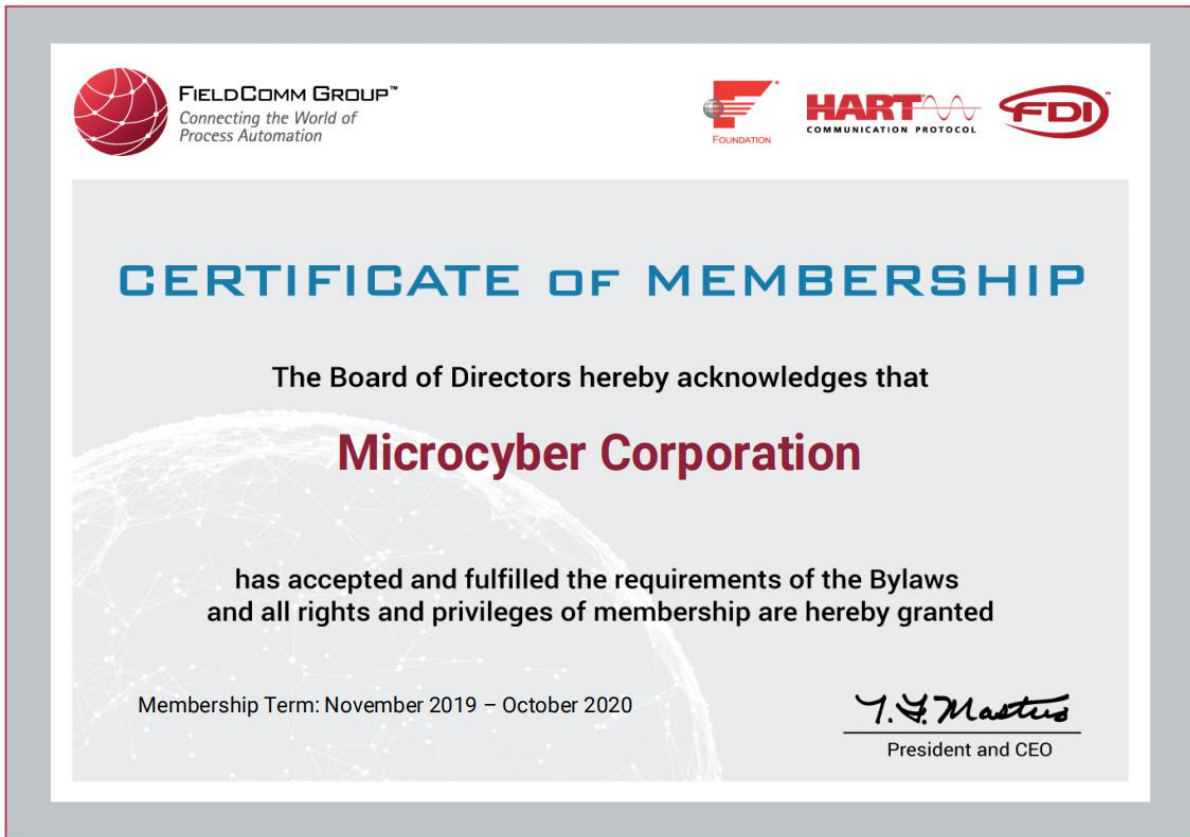 FIELDCOMM GROUP™
Connecting the World of
Process Automation
FOUNDATION
HART
COMMUNICATION PROTOCOL
FDI™
CERTIFICATE OF MEMBERSHIP
The Board of Directors hereby acknowledges that
Microcyber Corporation
has accepted and fulfilled the requirements of the Bylaws
and all rights and privileges of membership are hereby granted
Membership Term: November 2019 – October 2020
T. F. Masters
President and CEO